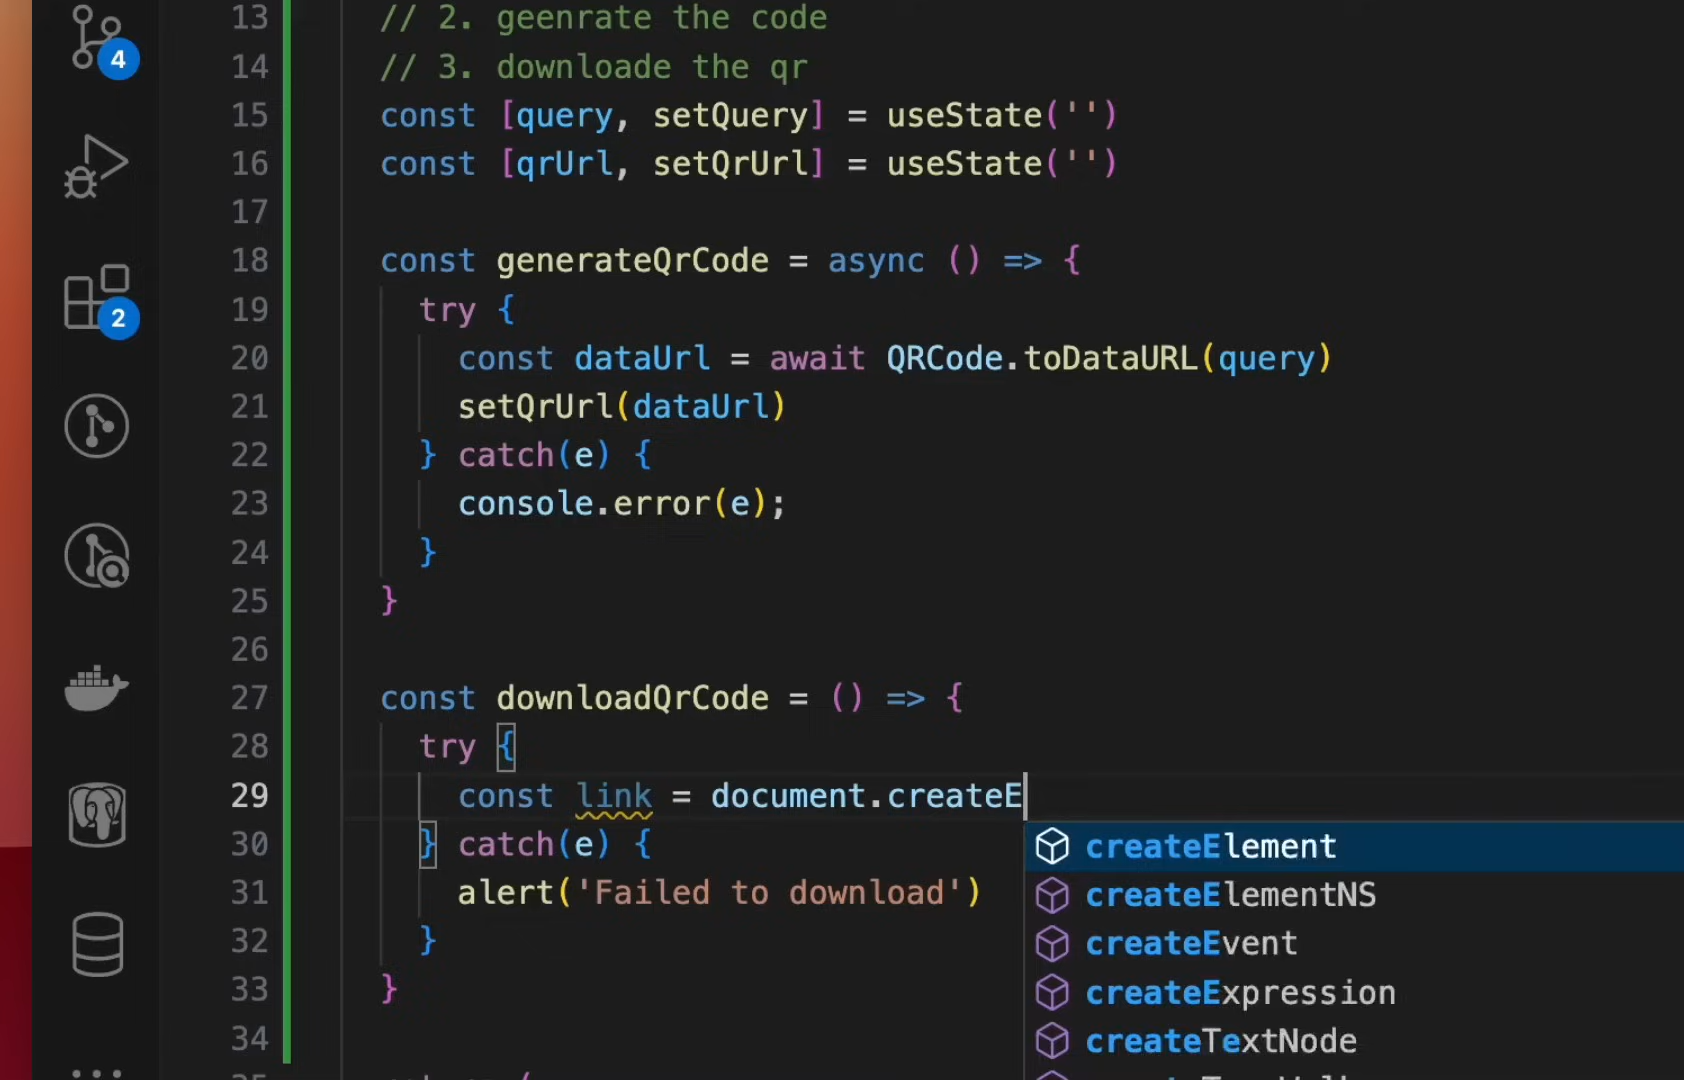 4
2
13 // 2. geenrate the code
14 // 3. downloade the qr
15 const [query, setQuery] = useState('')
16 const [qrUrl, setQrUrl] = useState('')
17
18 const generateQrCode = async () => {
19 try {
20 const dataUrl = await QRCode.toDataURL(query)
21 setQrUrl(dataUrl)
22 } catch(e) {
23 console.error(e);
24 }
25 }
26
27 const downloadQrCode = () => {
28 try {
29 const link = document.createE
30 } catch(e) {
31 alert('Failed to download')
32 }
33 }
34
createElement
createElementNS
createEvent
createExpression
createTextNode